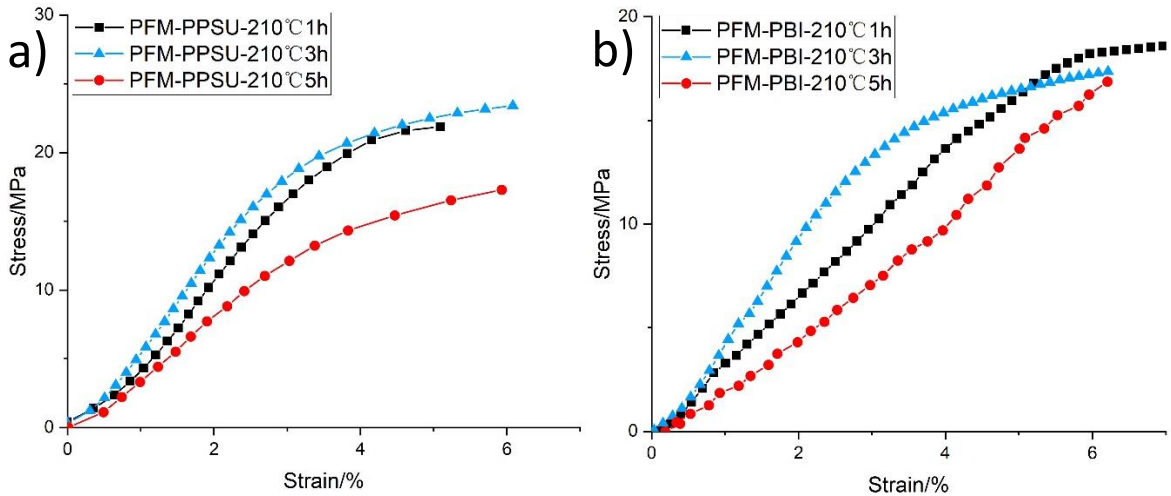 a)
PFM-PPSU-210℃1h
PFM-PPSU-210℃3h
PFM-PPSU-210℃5h
30
20
10
0
Stress/MPa
0
2
4
6
Strain/%
b)
PFM-PBI-210℃1h
PFM-PBI-210℃3h
PFM-PBI-210℃5h
20
10
0
Stress/MPa
0
2
4
6
Strain/%